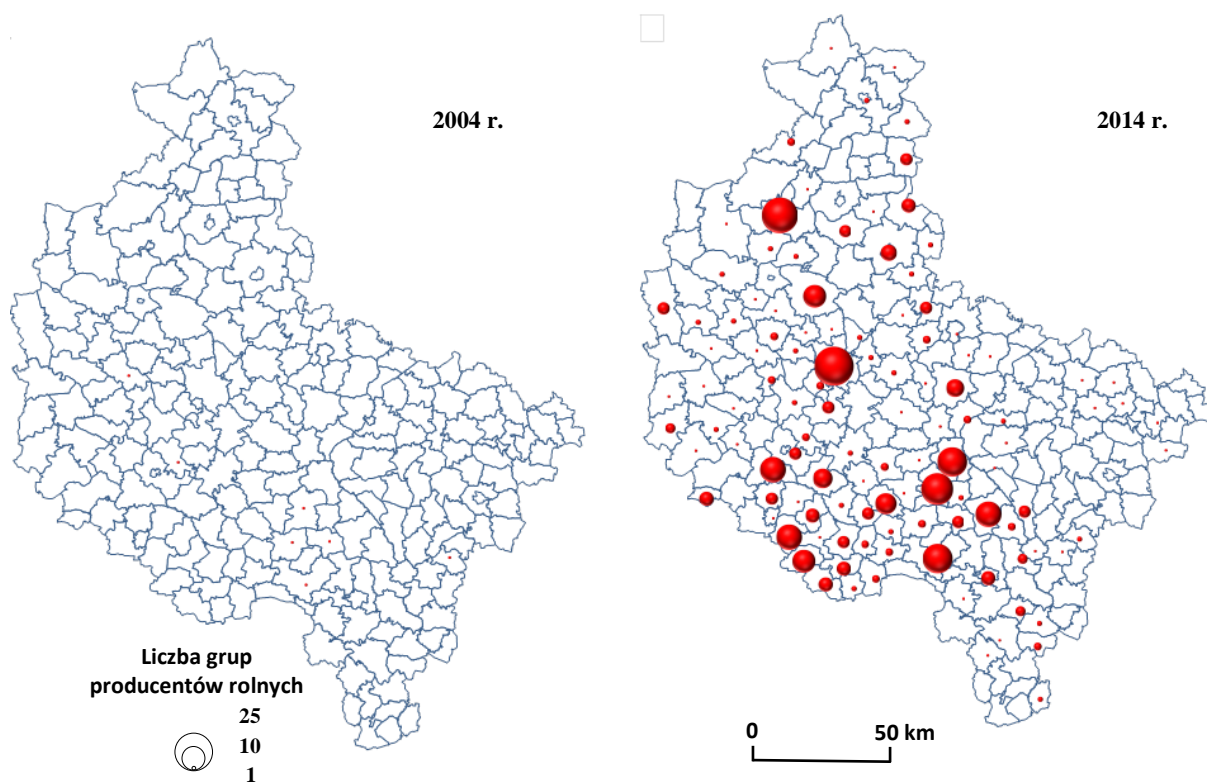 2004 r.
2014 r.
Liczba grup
producentów rolnych
25
10
1
0 50 km